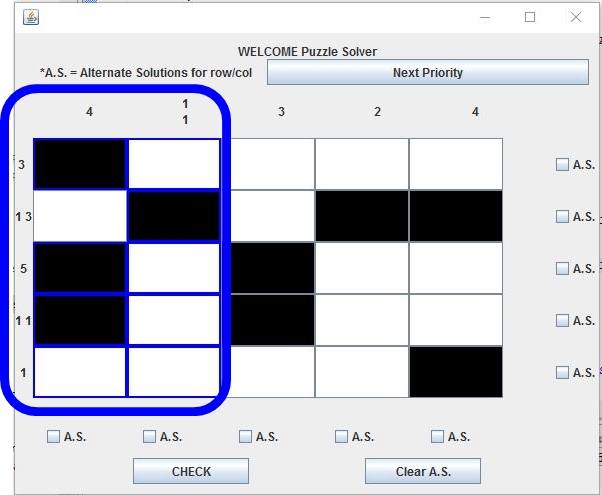 WELCOME Puzzle Solver
*A.S. = Alternate Solutions for row/col
Next Priority
4 1 3 2 4
1
3 A.S.
1 3 A.S.
5 A.S.
1 1 A.S.
1 A.S.
A.S. A.S. A.S. A.S. A.S.
CHECK Clear A.S.